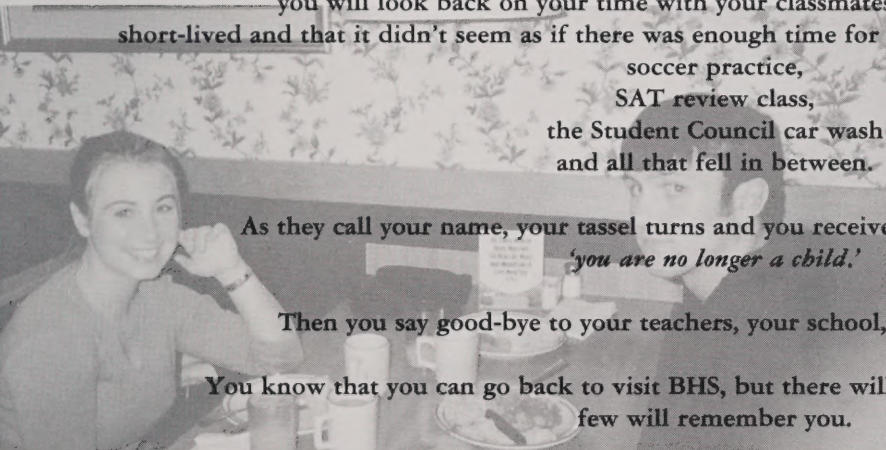 you will look back on your time with your classmates
short-lived and that it didn't seem as if there was enough time for
soccer practice,
SAT review class,
the Student Council car wash
and all that fell in between.
As they call your name, your tassel turns and you receive
'you are no longer a child.'
Then you say good-bye to your teachers, your school,
You know that you can go back to visit BHS, but there will
few will remember you.